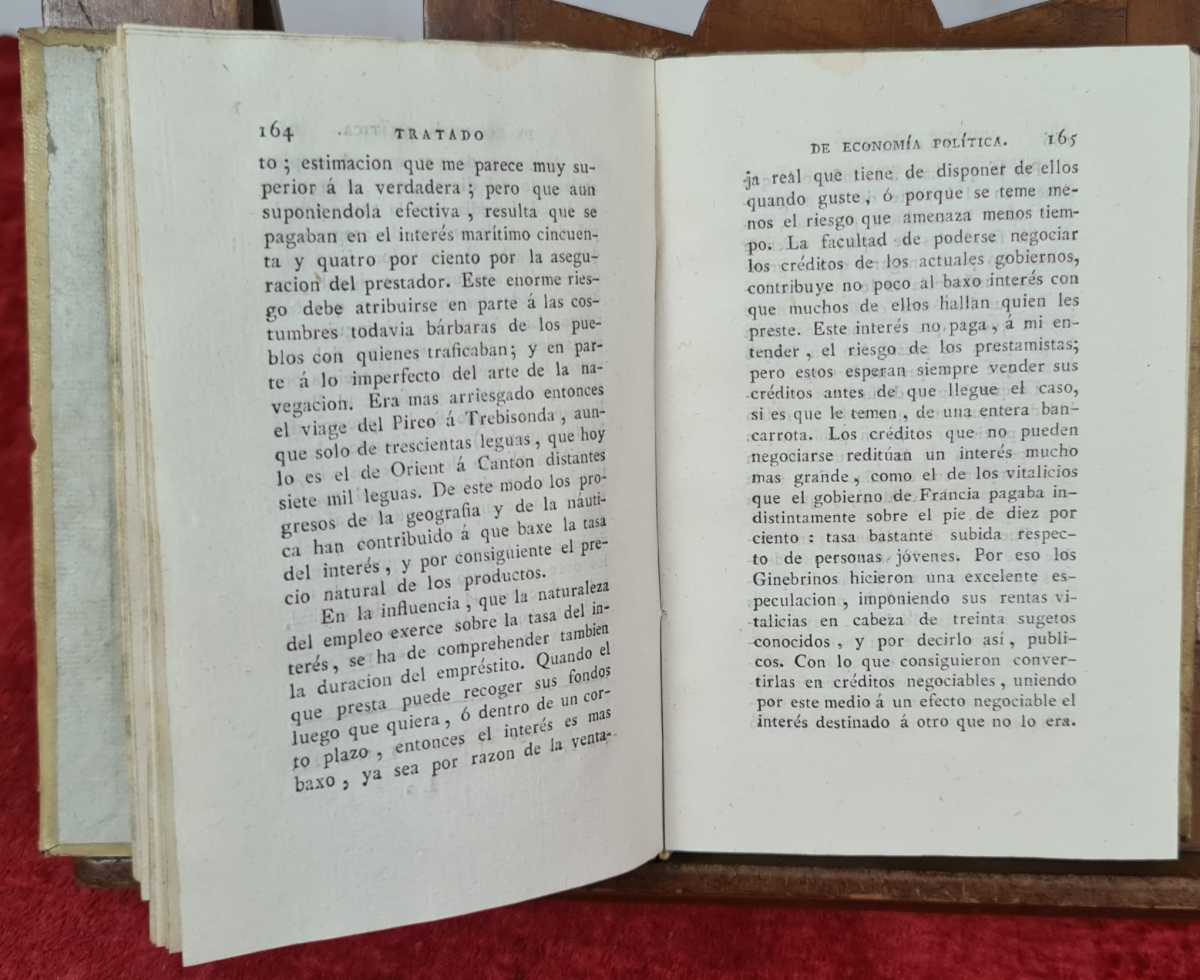 164 TRATADO
to; estimacion que me parece muy su-
perior á la verdadera; pero que aun
suponiendola efectiva, resulta que se
pagaban en el interés marítimo cincuen-
ta y quatro por ciento por la asegu-
racion del prestador. Este enorme ries-
go debe atribuirse en parte á las cos-
tumbres todavia bárbaras de los pue-
blos con quienes traficaban; y en par-
te á lo imperfecto del arte de la na-
vegacion. Era mas arriesgado entonces
el viage del Pireo á Trebisonda, aun-
que solo de trescientas leguas, que hoy
lo es el de Orient á Canton distantes
siete mil leguas. De este modo los pro-
gresos de la geografia y de la náuti-
ca han contribuido á que baxe la tasa
del interés, y por consiguiente el pre-
cio natural de los productos.
En la influencia, que la naturaleza
del empleo exerce sobre la tasa del in-
terés, se ha de comprehender tambien
la duracion del empréstito. Quando el
que presta puede recoger sus fondos
luego que quiera, ó dentro de un cor-
to plazo, entonces el interés es mas
baxo, ya sea por razon de la venta-
DE ECONOMÍA POLÍTICA. 165
ja real que tiene de disponer de ellos
quando guste, ó porque se teme me-
nos el riesgo que amenaza menos tiem-
po. La facultad de poderse negociar
los créditos de los actuales gobiernos,
contribuye no poco al baxo interés con
que muchos de ellos hallan quien les
preste. Este interés no paga, á mi en-
tender, el riesgo de los prestamistas;
pero estos esperan siempre vender sus
créditos antes de que llegue el caso,
si es que le temen, de una entera ban-
carrota. Los créditos que no pueden
negociarse reditúan un interés mucho
mas grande, como el de los vitalicios
que el gobierno de Francia pagaba in-
distintamente sobre el pie de diez por
ciento: tasa bastante subida respec-
to de personas jóvenes. Por eso los
Ginebrinos hicieron una excelente es-
peculacion, imponiendo sus rentas vi-
talicias en cabeza de treinta sugetos
conocidos, y por decirlo así, publi-
cos. Con lo que consiguieron conver-
tirlas en créditos negociables, uniendo
por este medio á un efecto negociable el
interés destinado á otro que no lo era.